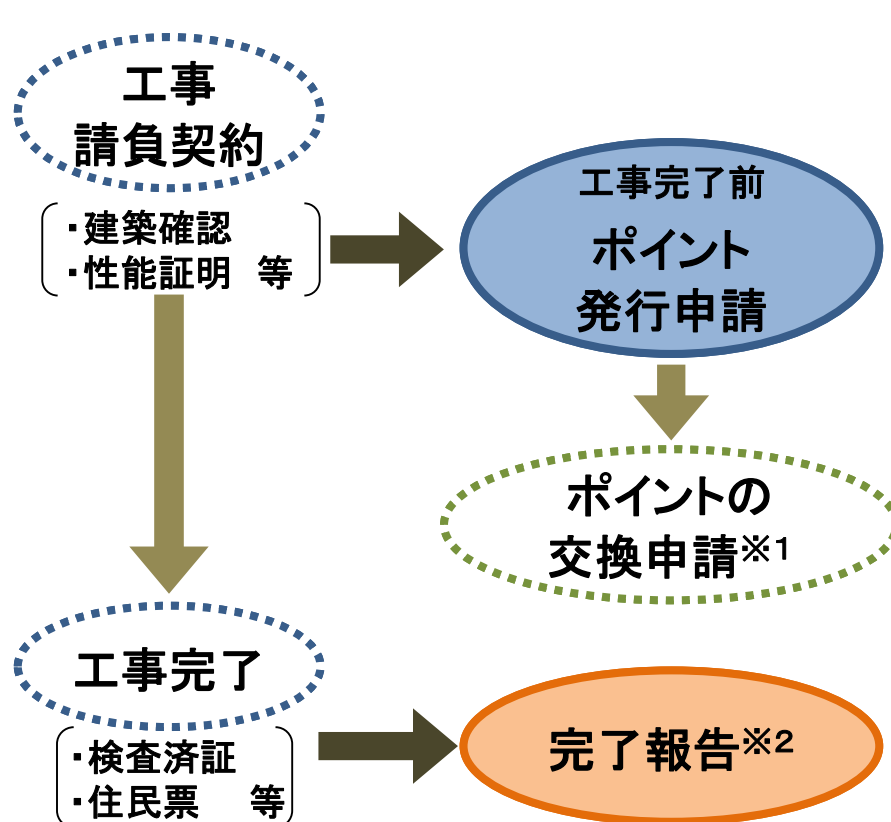 工事
請負契約
・建築確認
・性能証明 等
工事完了前
ポイント
発行申請
ポイントの
交換申請※1
工事完了
・検査済証
・住民票 等
完了報告※2